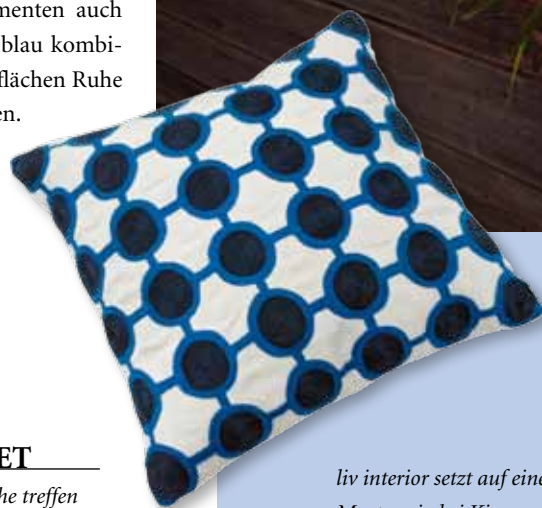 menten auch
blau kombi-
flächen Ruhe
en.
ET
he treffen
liv interior setzt auf eine